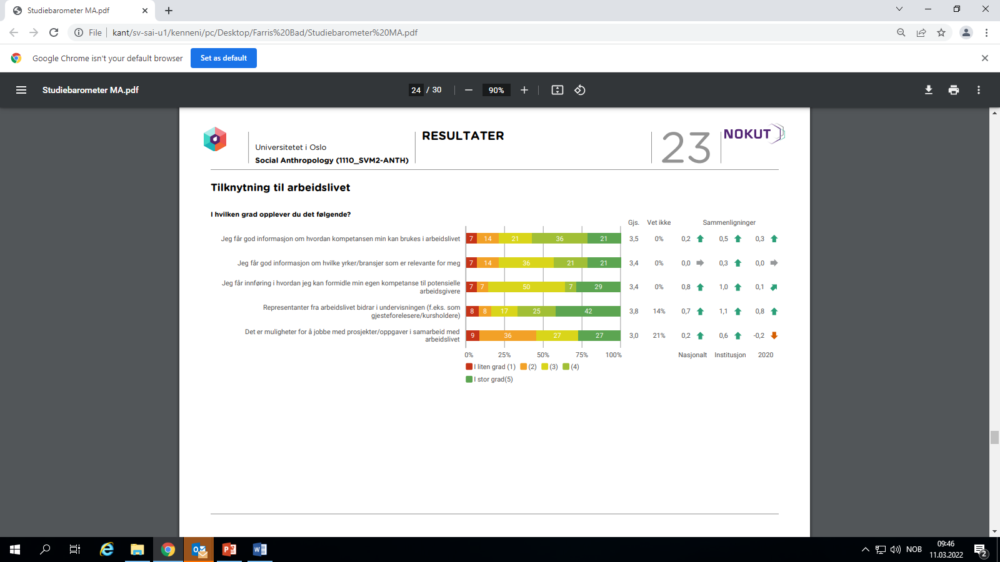 Studiebarometer MA.pdf
File
kant/sv-sai-u1/kenneni/pc/Desktop/Farris%20Bad/Studiebarometer%20MA.pdf
Google Chrome isn't your default browser
Set as default
Studiebarometer MA.pdf
24 / 30
90%
Universitetet i Oslo
Social Anthropology (1110_SVM2-ANTH)
RESULTATER
23
NOKUT
Tilknytning til arbeidslivet
I hvilken grad opplever du det følgende?
Gjs. Vet ikke Sammenligninger
Jeg får god informasjon om hvordan kompetansen min kan brukes i arbeidslivet 7 14 21 36 21 3,5 0% 0,2 0,5 0,3
Jeg får god informasjon om hvilke yrker/bransjer som er relevante for meg 7 14 36 21 21 3,4 0% 0,0 0,3 0,0
Jeg får innføring i hvordan jeg kan formidle min egen kompetanse til potensielle
arbeidsgivere 7 7 50 7 29 3,4 0% 0,8 1,0 0,1
Representanter fra arbeidslivet bidrar i undervisningen (f.eks. som
gjesteforelesere/kursholdere) 8 8 17 25 42 3,8 14% 0,7 1,1 0,8
Det er muligheter for å jobbe med prosjekter/oppgaver i samarbeid med
arbeidslivet 9 36 27 27 3,0 21% 0,2 0,6 -0,2
0% 25% 50% 75% 100% Nasjonalt Institusjon 2020
I liten grad (1) (2) (3) (4)
I stor grad(5)
NOB
09:46
11.03.2022
2